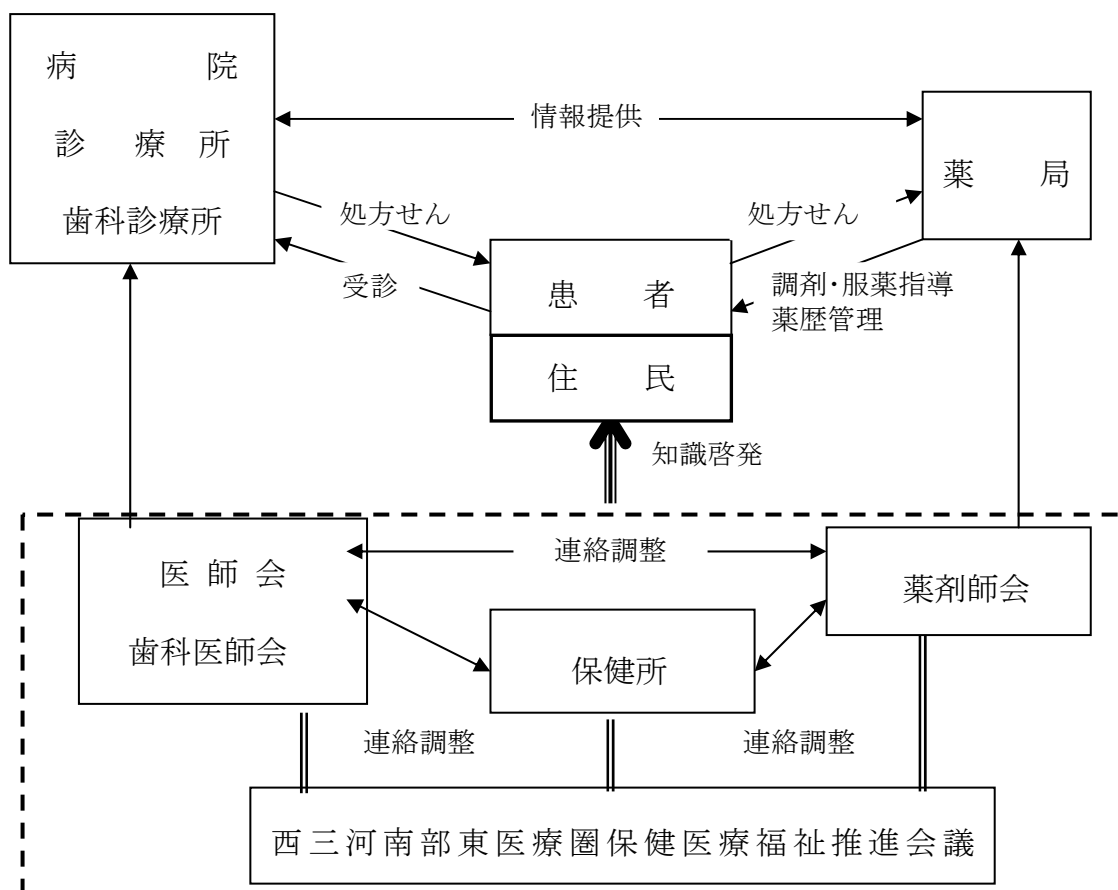 病院
診療所
歯科診療所
情報提供
薬局
処方せん
処方せん
受診
患者
調剤・服薬指導
薬歴管理
住民
知識啓発
医師会
歯科医師会
連絡調整
薬剤師会
保健所
連絡調整
連絡調整
西三河南部東医療圏保健医療福祉推進会議